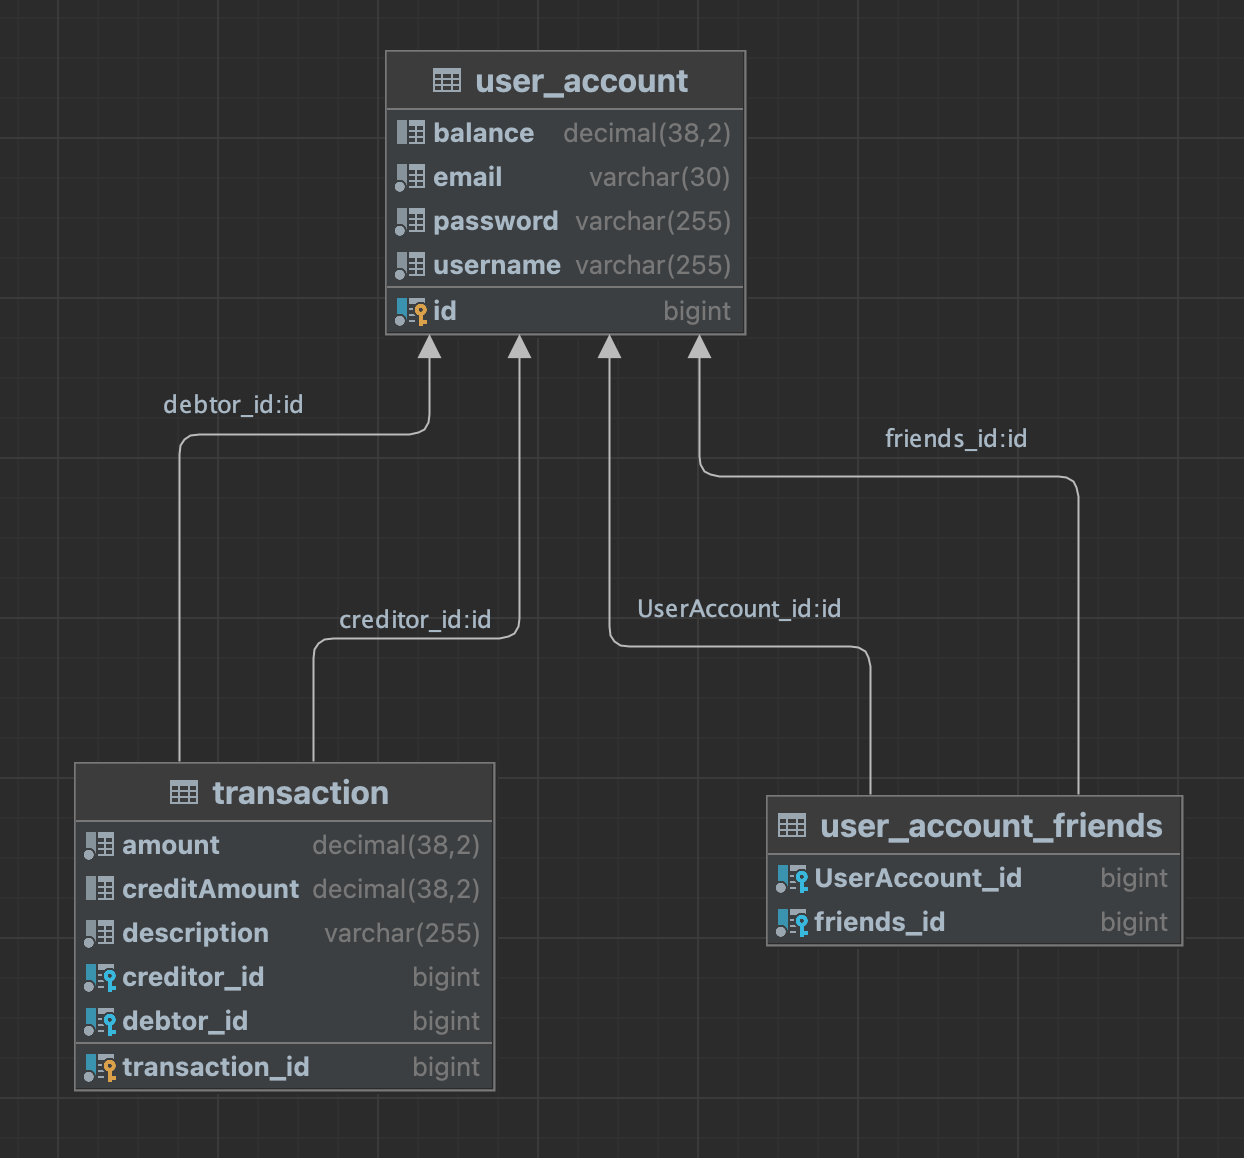 user_account
balance decimal(38,2)
email varchar(30)
password varchar(255)
username varchar(255)
id bigint
debtor_id:id
friends_id:id
creditor_id:id
UserAccount_id:id
transaction
amount decimal(38,2)
creditAmount decimal(38,2)
description varchar(255)
creditor_id bigint
debtor_id bigint
transaction_id bigint
user_account_friends
UserAccount_id bigint
friends_id bigint